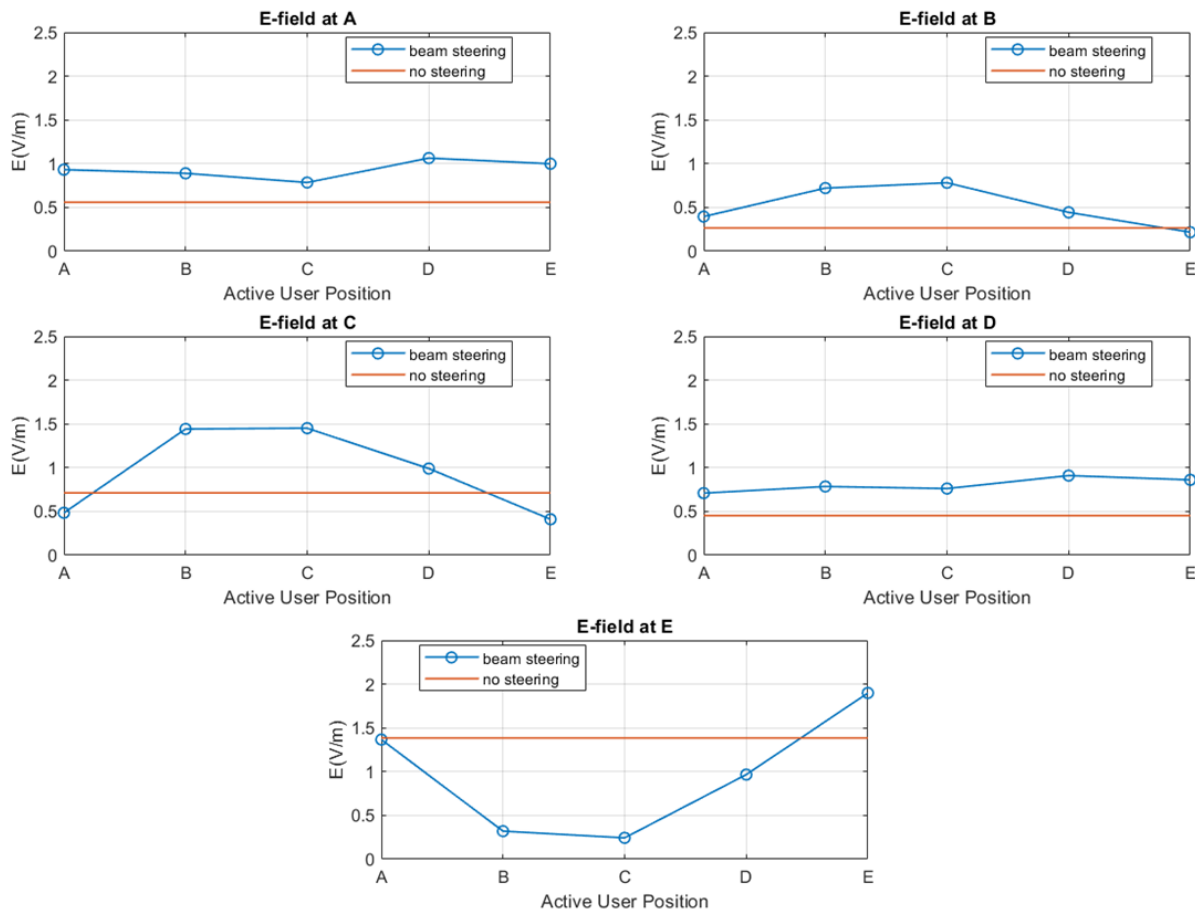 E-field at A
2.5
2
1.5
1
0.5
0
E(V/m)
beam steering
no steering
A B C D E
Active User Position
E-field at B
2.5
2
1.5
1
0.5
0
E(V/m)
beam steering
no steering
A B C D E
Active User Position
E-field at C
2.5
2
1.5
1
0.5
0
E(V/m)
beam steering
no steering
A B C D E
Active User Position
E-field at D
2.5
2
1.5
1
0.5
0
E(V/m)
beam steering
no steering
A B C D E
Active User Position
E-field at E
2.5
2
1.5
1
0.5
0
E(V/m)
beam steering
no steering
A B C D E
Active User Position